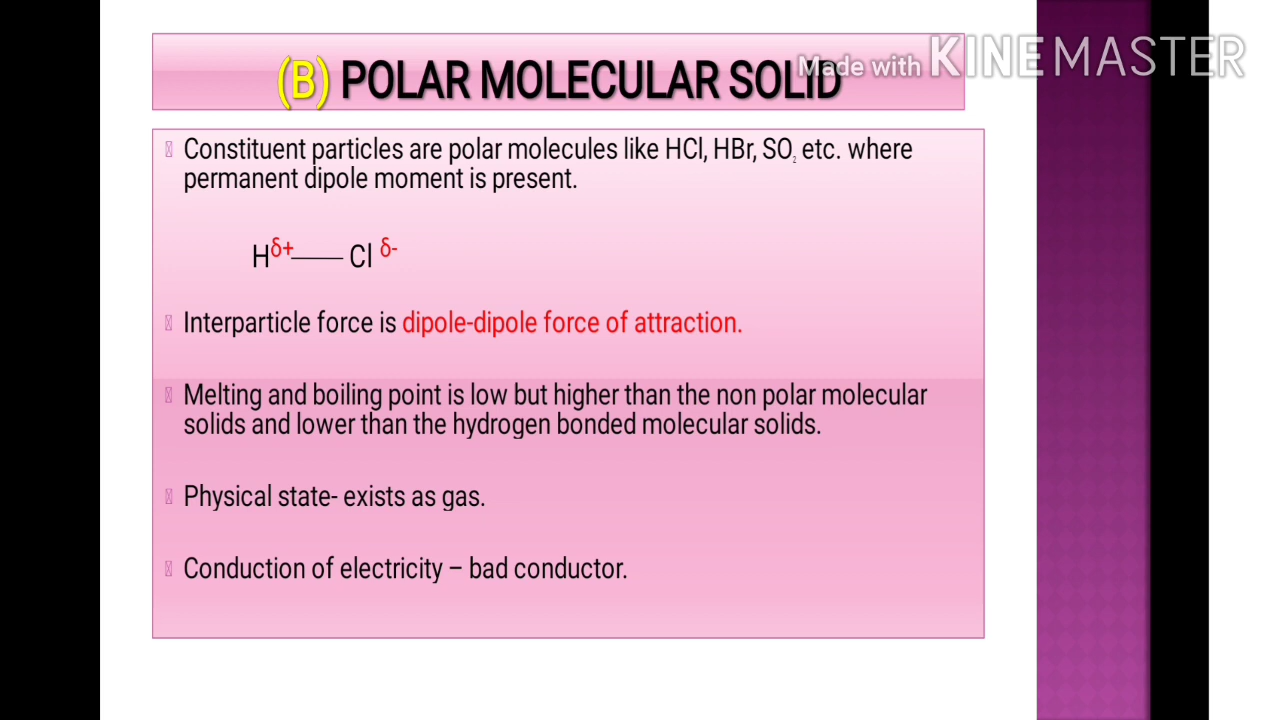 Made with KINEMASTER
(B) POLAR MOLECULAR SOLID
Constituent particles are polar molecules like HCl, HBr, SO₂ etc. where
permanent dipole moment is present.
H^δ+ —— Cl ^δ-
Interparticle force is dipole-dipole force of attraction.
Melting and boiling point is low but higher than the non polar molecular
solids and lower than the hydrogen bonded molecular solids.
Physical state- exists as gas.
Conduction of electricity – bad conductor.